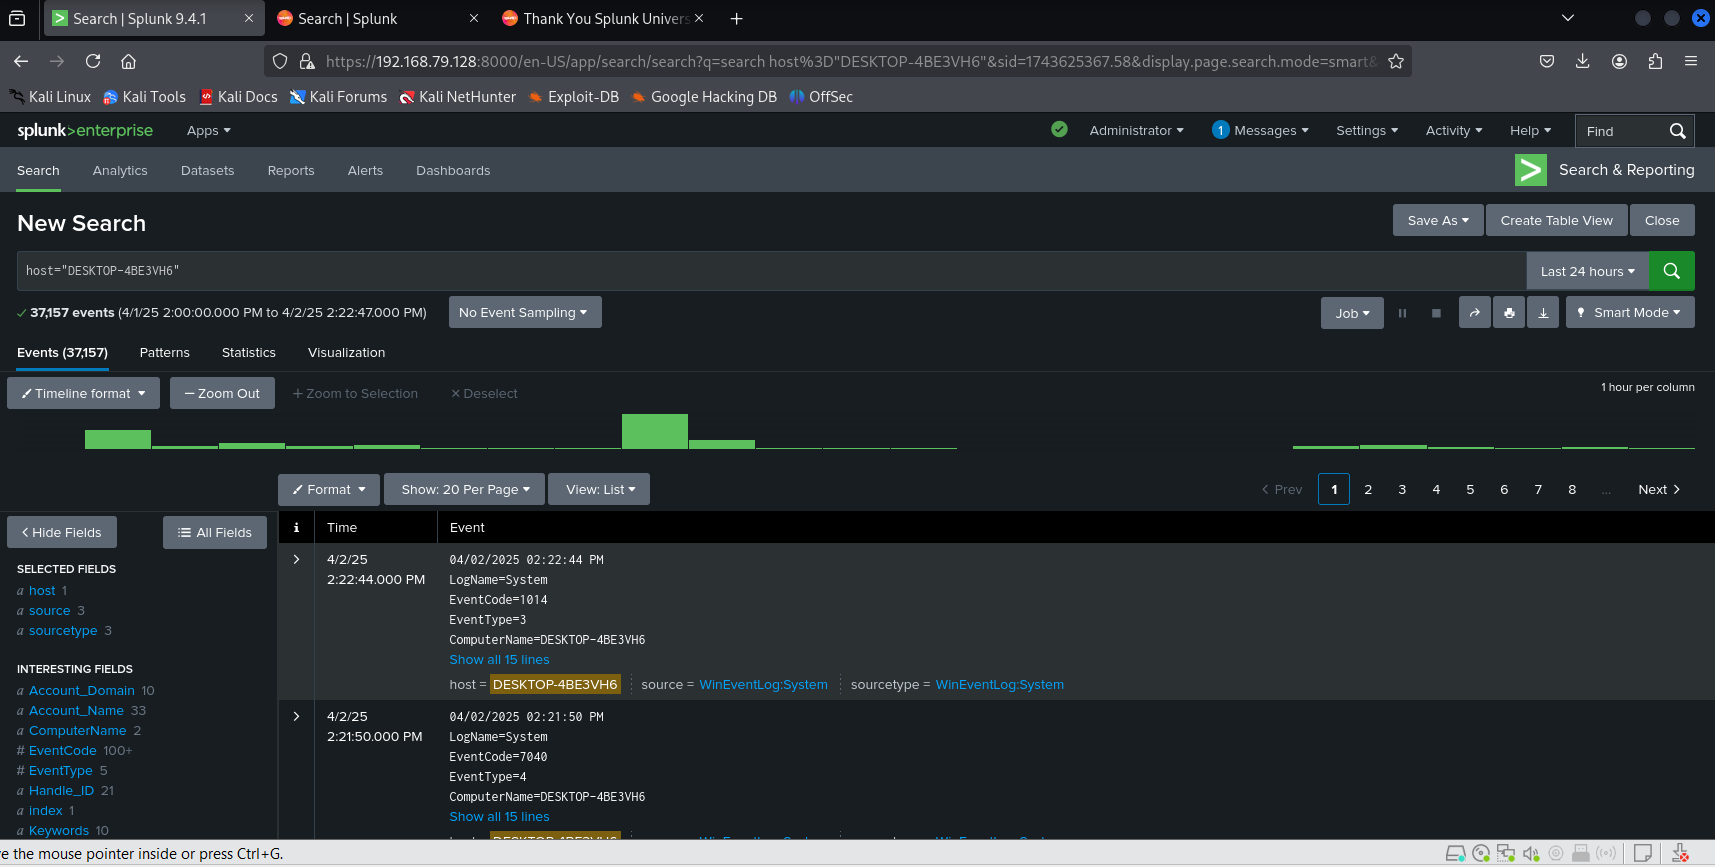 Search | Splunk 9.4.1
Search | Splunk
Thank You Splunk Univers
https://192.168.79.128:8000/en-US/app/search/search?q=search host%3D"DESKTOP-4BE3VH6"&sid=1743625367.58&display.page.search.mode=smart&
Kali Linux Kali Tools Kali Docs Kali Forums Kali NetHunter Exploit-DB Google Hacking DB OffSec
splunk>enterprise Apps Administrator 1 Messages Settings Activity Help Find
Search Analytics Datasets Reports Alerts Dashboards Search & Reporting
New Search Save As Create Table View Close
host="DESKTOP-4BE3VH6" Last 24 hours
37,157 events (4/1/25 2:00:00.000 PM to 4/2/25 2:22:47.000 PM) No Event Sampling Job Smart Mode
Events (37,157) Patterns Statistics Visualization
Timeline format Zoom Out + Zoom to Selection × Deselect 1 hour per column
Format Show: 20 Per Page View: List < Prev 1 2 3 4 5 6 7 8 ... Next >
< Hide Fields All Fields
i Time Event
SELECTED FIELDS
a host 1
a source 3
a sourcetype 3
INTERESTING FIELDS
a Account_Domain 10
a Account_Name 33
a ComputerName 2
# EventCode 100+
# EventType 5
a Handle_ID 21
a index 1
a Keywords 10
> 4/2/25
2:22:44.000 PM
04/02/2025 02:22:44 PM
LogName=System
EventCode=1014
EventType=3
ComputerName=DESKTOP-4BE3VH6
Show all 15 lines
host = DESKTOP-4BE3VH6 source = WinEventLog:System sourcetype = WinEventLog:System
> 4/2/25
2:21:50.000 PM
04/02/2025 02:21:50 PM
LogName=System
EventCode=7040
EventType=4
ComputerName=DESKTOP-4BE3VH6
Show all 15 lines
e the mouse pointer inside or press Ctrl+G.